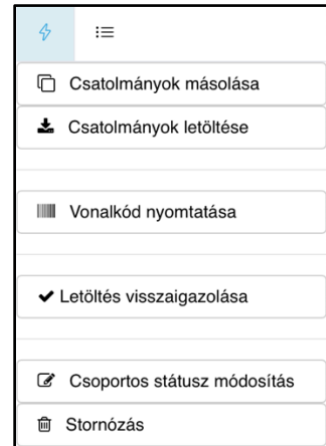 Csatolmányok másolása
Csatolmányok letöltése
Vonalkód nyomtatása
Letöltés visszaigazolása
Csoportos státusz módosítás
Stornózás